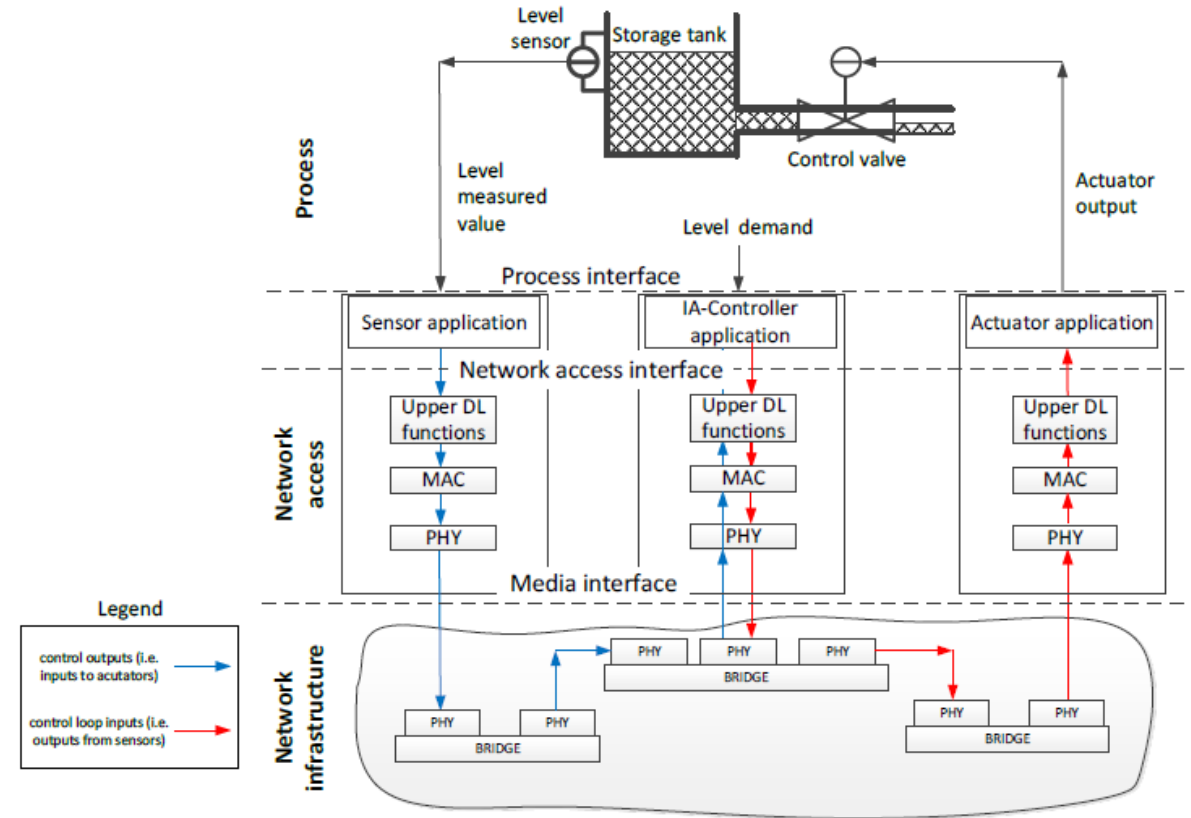 Level
sensor
Storage tank
Control valve
Process
Level
measured
value
Actuator
output
Level demand
Process interface
Sensor application
IA-Controller
application
Actuator application
Network access interface
Network
access
Upper DL
functions
MAC
PHY
Upper DL
functions
MAC
PHY
Upper DL
functions
MAC
PHY
Media interface
Legend
control outputs (i.e.
inputs to acutators)
control loop inputs (i.e.
outputs from sensors)
Network
infrastructure
PHY PHY PHY
BRIDGE
PHY PHY
BRIDGE
PHY PHY
BRIDGE